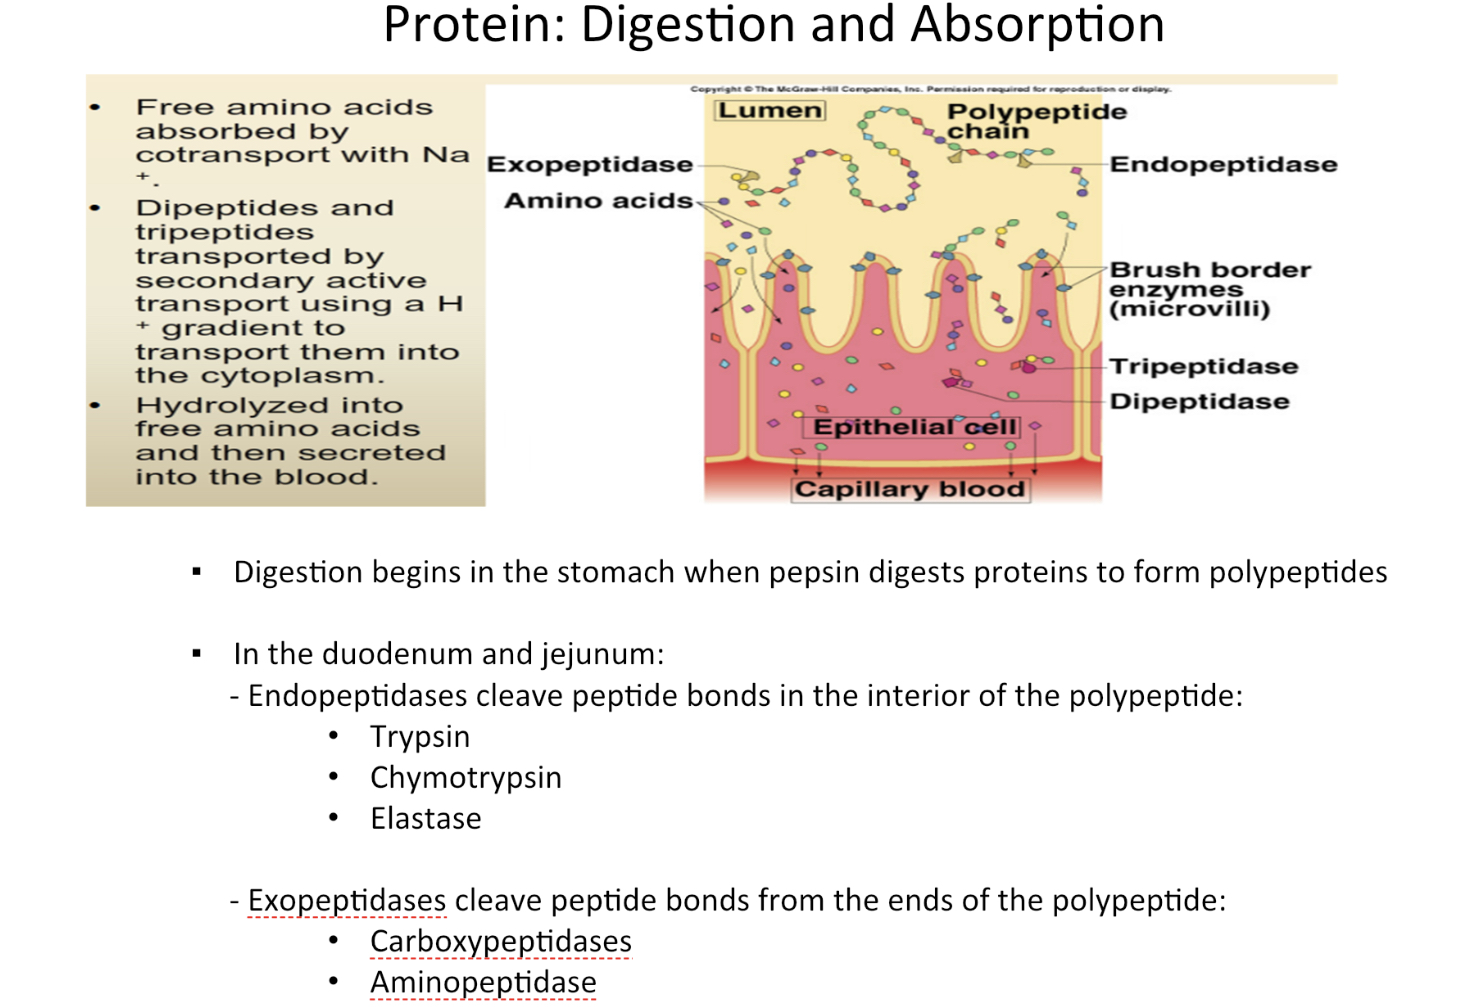 Protein: Digestion and Absorption
• Free amino acids
absorbed by
cotransport with Na
+.
• Dipeptides and
tripeptides
transported by
secondary active
transport using a H
+ gradient to
transport them into
the cytoplasm.
• Hydrolyzed into
free amino acids
and then secreted
into the blood.
Copyright © The McGraw-Hill Companies, Inc. Permission required for reproduction or display.
Lumen
Polypeptide
chain
Exopeptidase
Endopeptidase
Amino acids
Brush border
enzymes
(microvilli)
Tripeptidase
Dipeptidase
Epithelial cell
Capillary blood
▪ Digestion begins in the stomach when pepsin digests proteins to form polypeptides
▪ In the duodenum and jejunum:
- Endopeptidases cleave peptide bonds in the interior of the polypeptide:
• Trypsin
• Chymotrypsin
• Elastase
- Exopeptidases cleave peptide bonds from the ends of the polypeptide:
• Carboxypeptidases
• Aminopeptidase